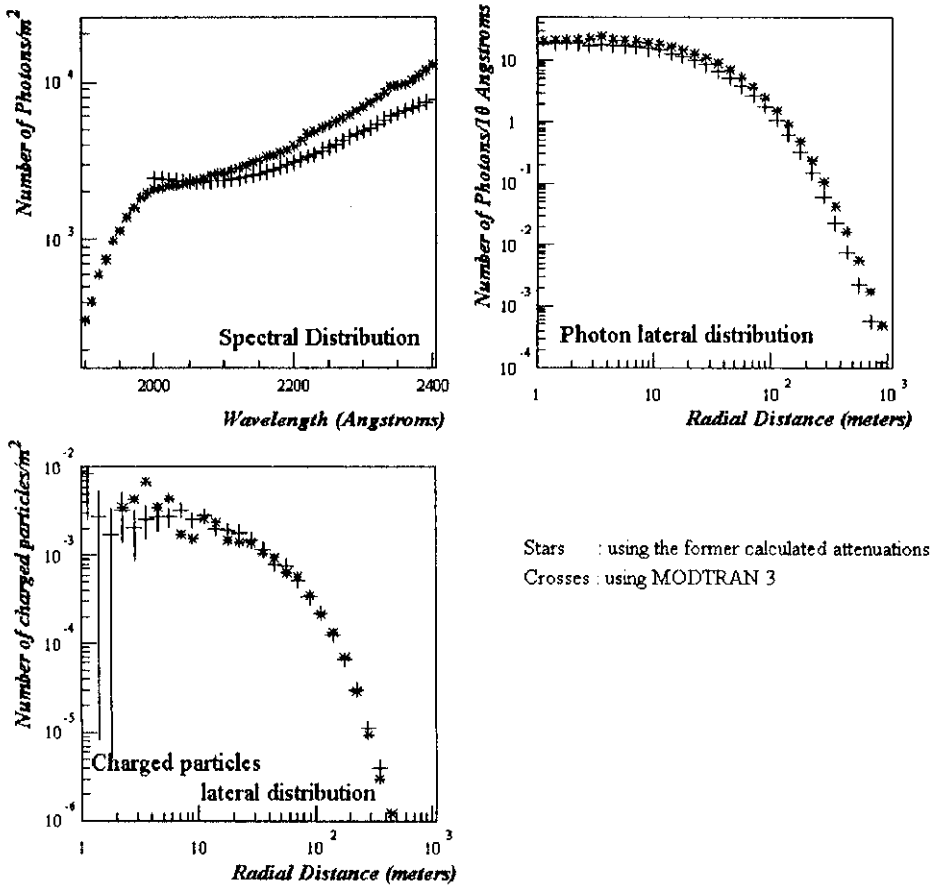 Number of Photons/m²
10⁴
10³
2000
2200
2400
Spectral Distribution
Wavelength (Angstroms)
Number of Photons/10 Angstroms
10
1
10⁻¹
10⁻²
10⁻³
10⁻⁴
1
10
10²
10³
Photon lateral distribution
Radial Distance (meters)
Number of charged particles/m²
10⁻²
10⁻³
10⁻⁴
10⁻⁵
10⁻⁶
1
10
10²
10³
Charged particles
lateral distribution
Radial Distance (meters)
Stars : using the former calculated attenuations
Crosses : using MODTRAN 3